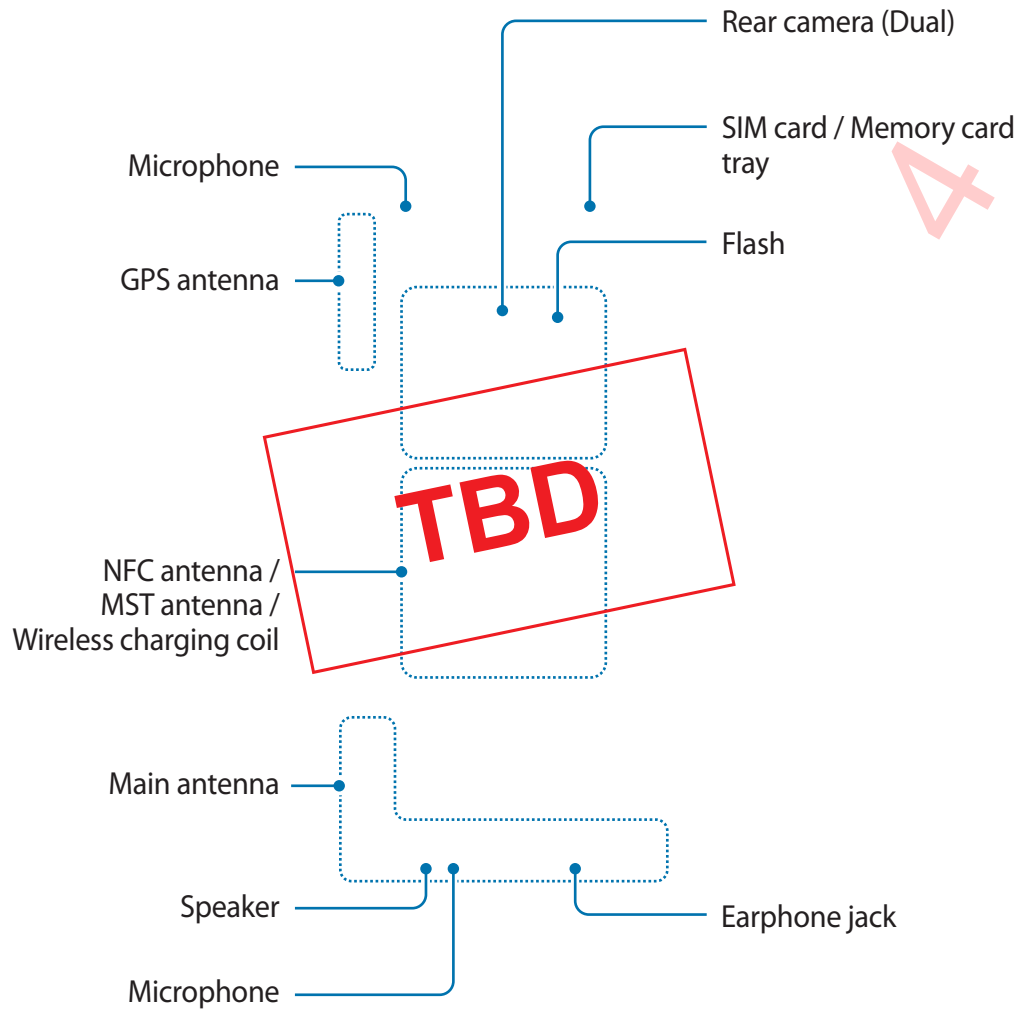 Rear camera (Dual)
SIM card / Memory card
tray
Microphone
Flash
GPS antenna
TBD
NFC antenna /
MST antenna /
Wireless charging coil
Main antenna
Speaker
Earphone jack
Microphone
4